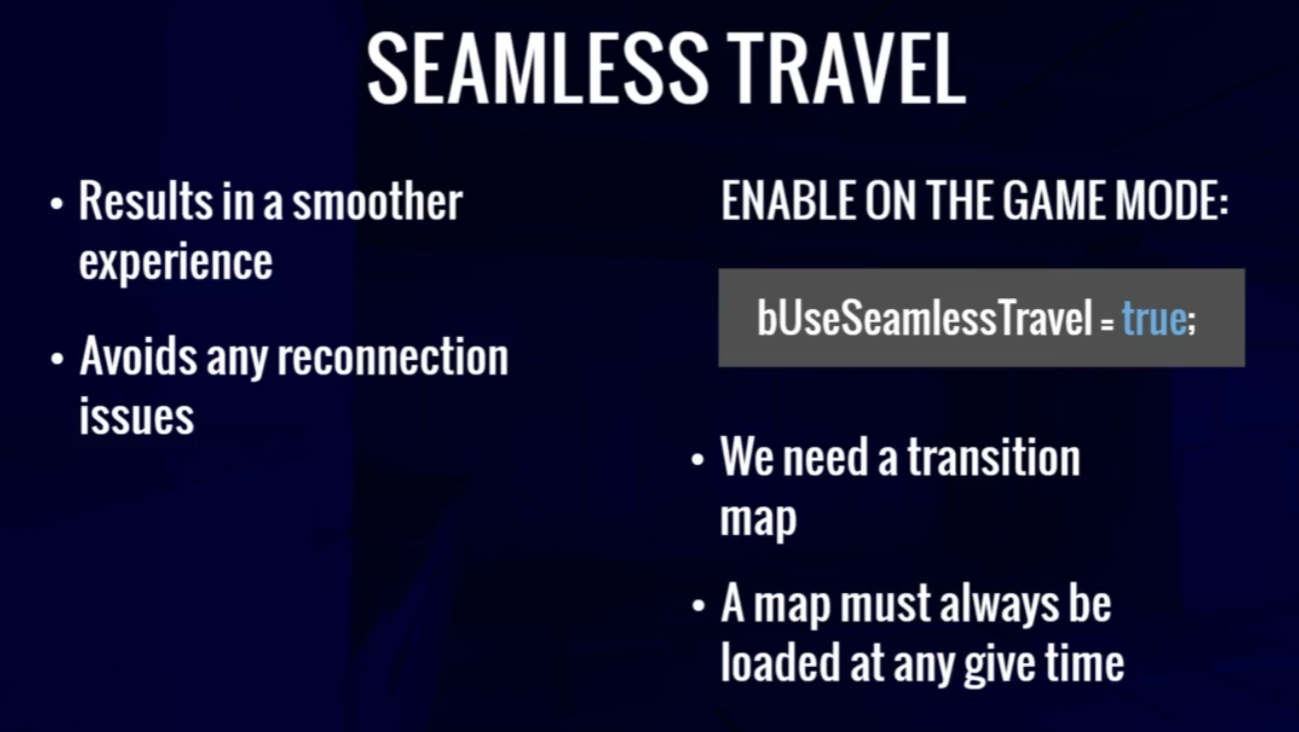 SEAMLESS TRAVEL
• Results in a smoother
experience
• Avoids any reconnection
issues
ENABLE ON THE GAME MODE:
bUseSeamlessTravel = true;
• We need a transition
map
• A map must always be
loaded at any give time